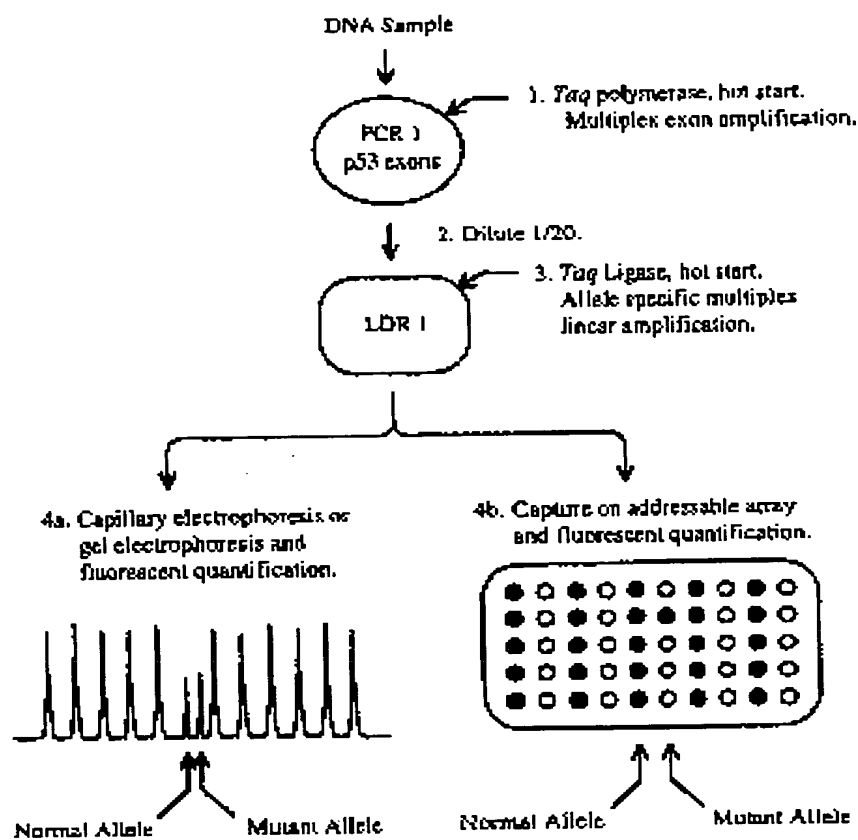 DNA Sample
1. Taq polymerase, hot start.
Multiplex exon amplification.
PCR 1
p53 exons
2. Dilute 1/20.
3. Taq Ligase, hot start.
Allele specific multiplex
linear amplification.
LDR 1
4a. Capillary electrophoresis or
gel electrophoresis and
fluorescent quantification.
4b. Capture on addressable array
and fluorescent quantification.
Normal Allele
Mutant Allele
Normal Allele
Mutant Allele